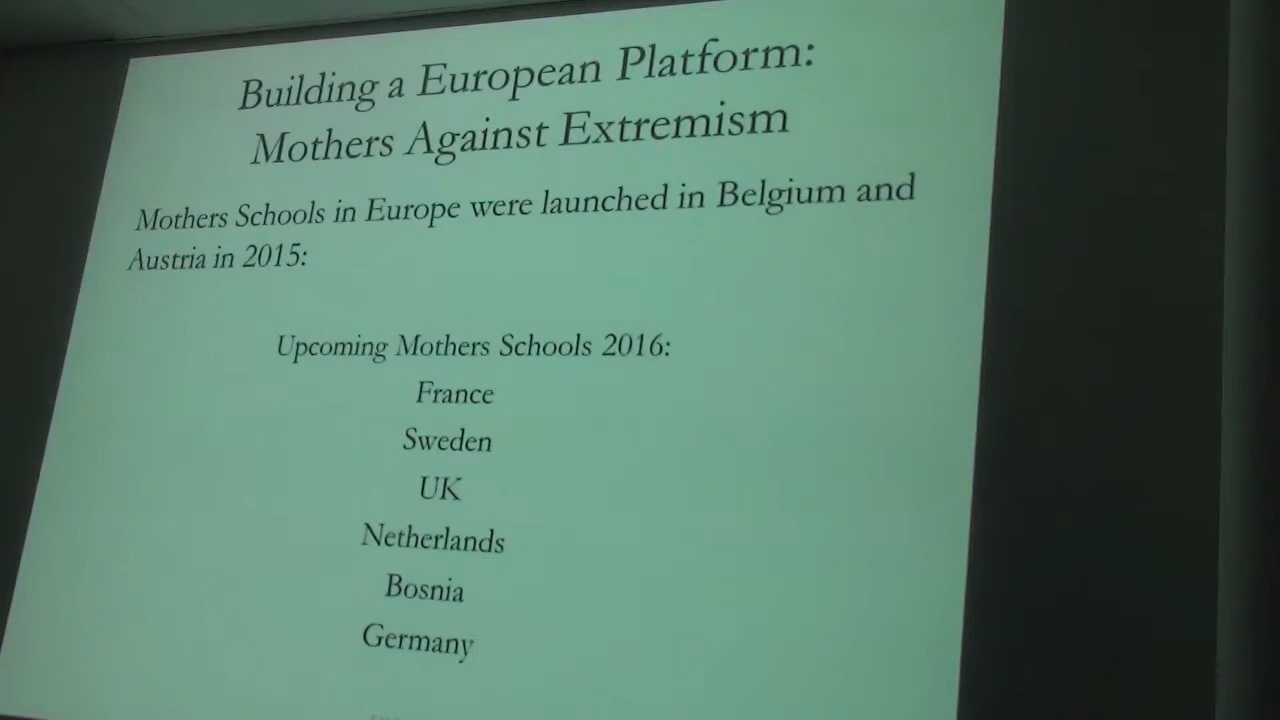 Building a European Platform:
Mothers Against Extremism
Mothers Schools in Europe were launched in Belgium and
Austria in 2015:
Upcoming Mothers Schools 2016:
France
Sweden
UK
Netherlands
Bosnia
Germany